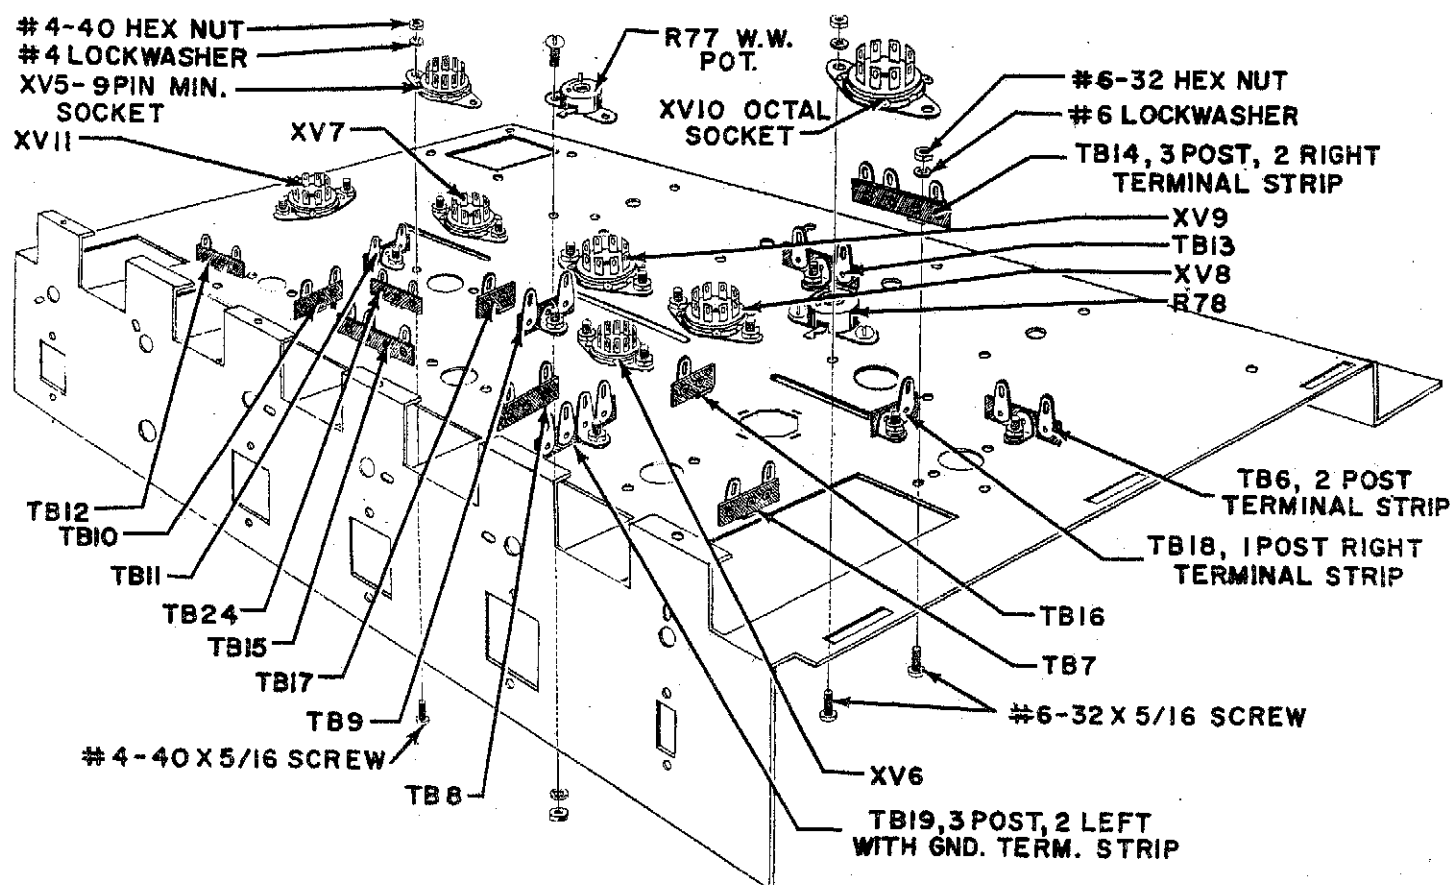 #4-40 HEX NUT
#4 LOCKWASHER
XV5-9PIN MIN.
SOCKET
XV11
XV7
R77 W.W.
POT.
XV10 OCTAL
SOCKET
#6-32 HEX NUT
#6 LOCKWASHER
TB14, 3 POST, 2 RIGHT
TERMINAL STRIP
XV9
TB13
XV8
R78
TB6, 2 POST
TERMINAL STRIP
TB18, 1 POST RIGHT
TERMINAL STRIP
TB16
TB7
#6-32 X 5/16 SCREW
XV6
TB19, 3 POST, 2 LEFT
WITH GND. TERM. STRIP
TB12
TB10
TB11
TB24
TB15
TB17
TB9
#4-40 X 5/16 SCREW
TB8